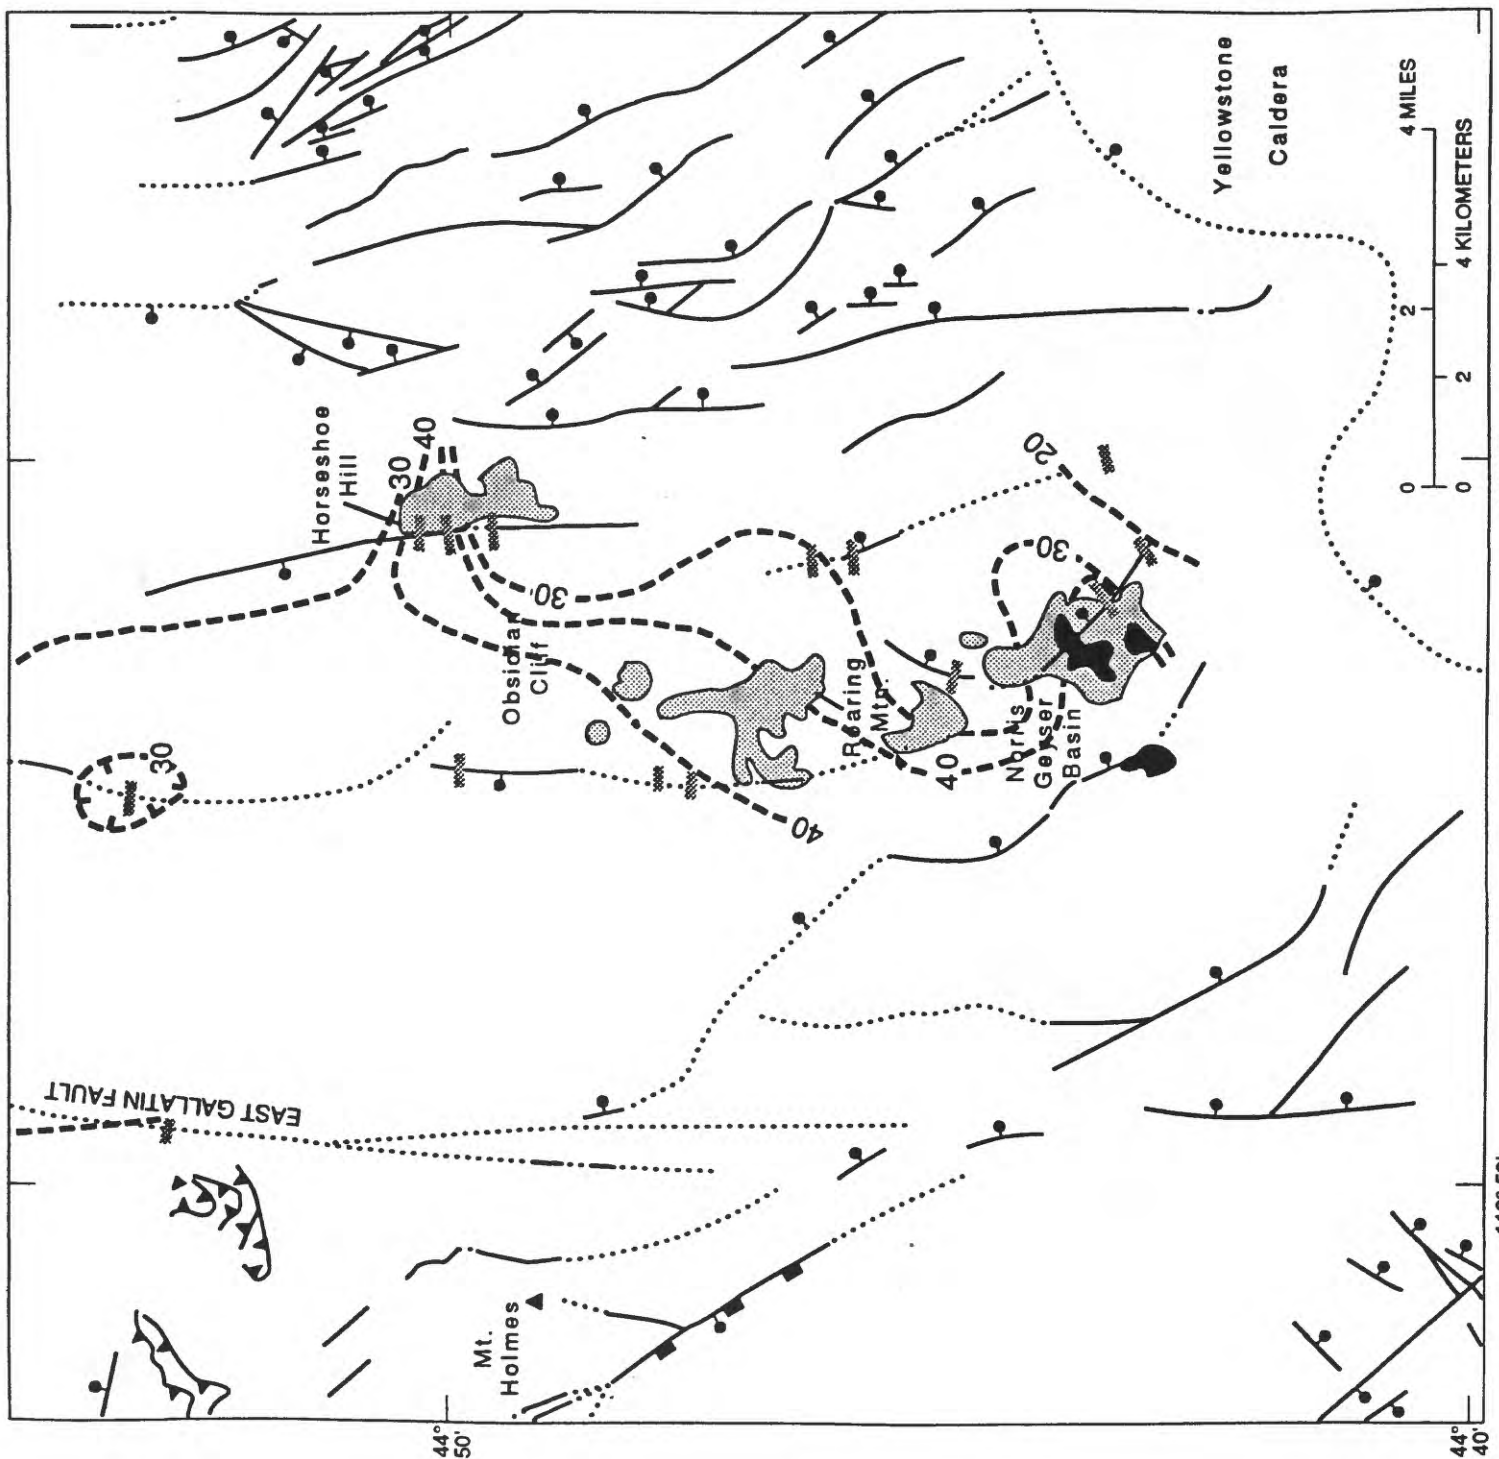 EAST GALLATIN FAULT
30
Horseshoe
Hill
30
40
Obsidian
Cliff
30
Mt.
Holmes
40
Roaring
Mtn.
40
Norris
Geyser
Basin
30
20
Yellowstone
Caldera
0 2 4 MILES
0 2 4 KILOMETERS
44°
50'
44°
40'